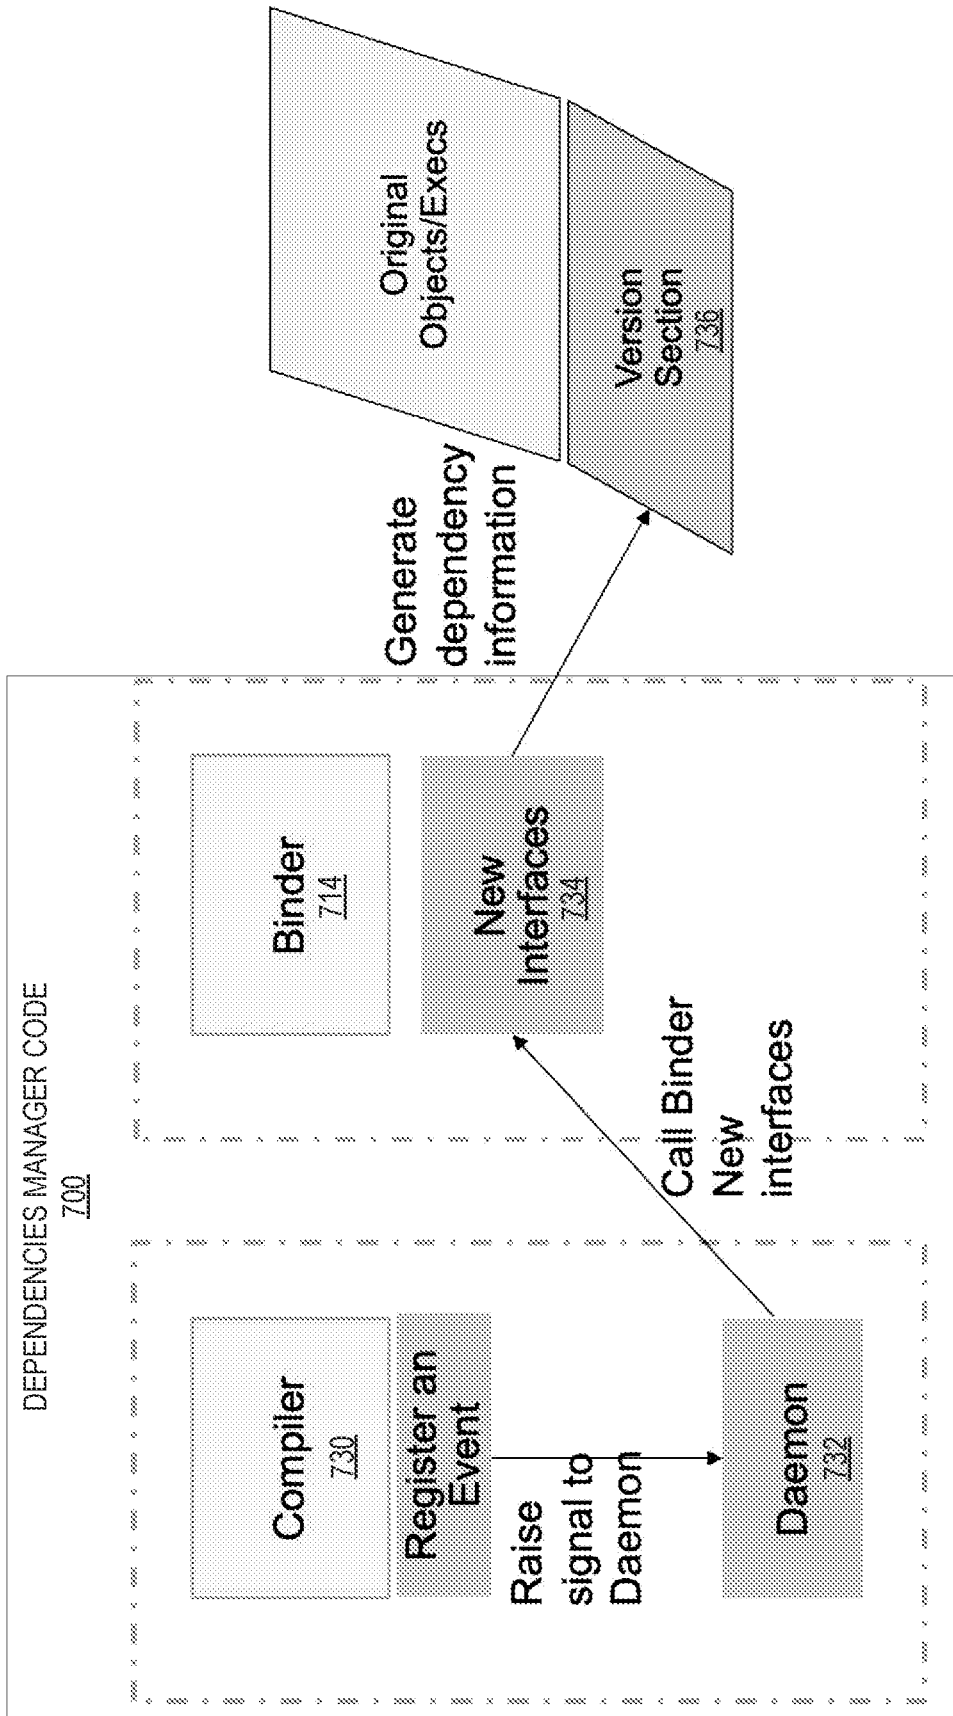 DEPENDENCIES MANAGER CODE
700
Compiler
730
Register an
Event
Raise
signal to
Daemon
Daemon
732
Call Binder
New
interfaces
Binder
714
New
Interfaces
734
Generate
dependency
information
Original
Objects/Execs
Version
Section
736